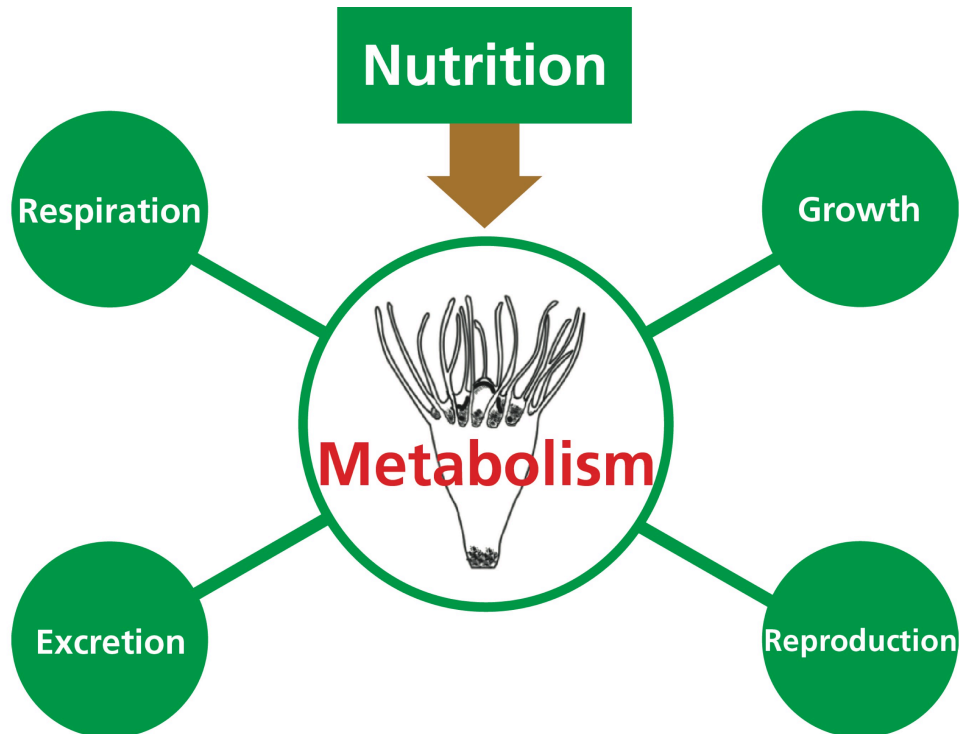 Nutrition
Respiration
Growth
Metabolism
Excretion
Reproduction